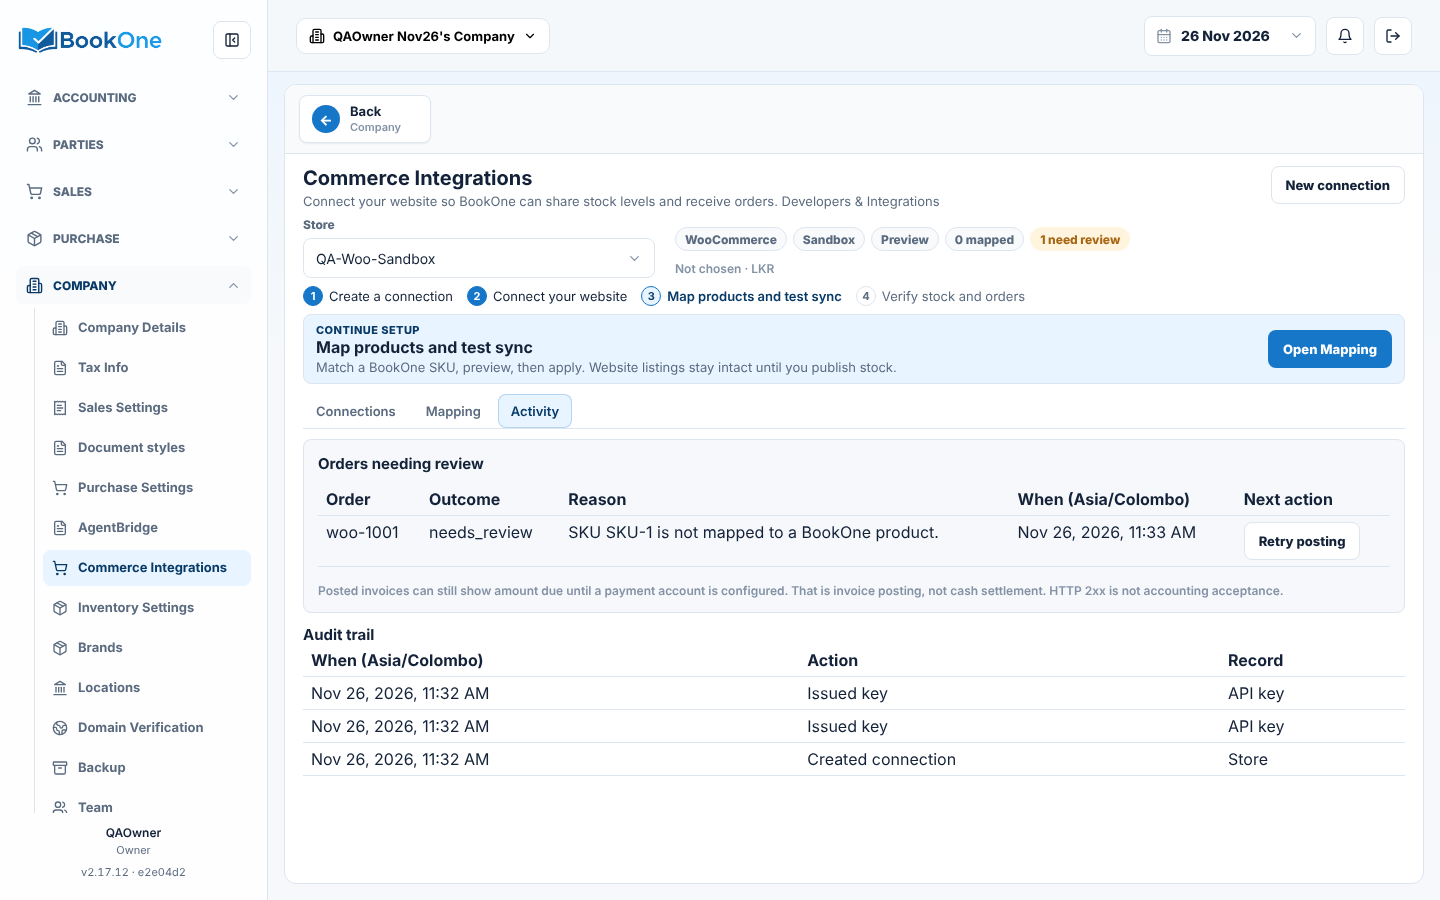 BookOne
QAOwner Nov26's Company
26 Nov 2026
ACCOUNTING
PARTIES
SALES
PURCHASE
COMPANY
Company Details
Tax Info
Sales Settings
Document styles
Purchase Settings
AgentBridge
Commerce Integrations
Inventory Settings
Brands
Locations
Domain Verification
Backup
Team
QAOwner
Owner
v2.17.12 · e2e04d2
Back
Company
Commerce Integrations
Connect your website so BookOne can share stock levels and receive orders. Developers & Integrations
New connection
Store
QA-Woo-Sandbox
WooCommerce Sandbox Preview 0 mapped 1 need review
Not chosen · LKR
1 Create a connection 2 Connect your website 3 Map products and test sync 4 Verify stock and orders
CONTINUE SETUP
Map products and test sync
Match a BookOne SKU, preview, then apply. Website listings stay intact until you publish stock.
Open Mapping
Connections Mapping Activity
Orders needing review
Order Outcome Reason When (Asia/Colombo) Next action
woo-1001 needs_review SKU SKU-1 is not mapped to a BookOne product. Nov 26, 2026, 11:33 AM Retry posting
Posted invoices can still show amount due until a payment account is configured. That is invoice posting, not cash settlement. HTTP 2xx is not accounting acceptance.
Audit trail
When (Asia/Colombo) Action Record
Nov 26, 2026, 11:32 AM Issued key API key
Nov 26, 2026, 11:32 AM Issued key API key
Nov 26, 2026, 11:32 AM Created connection Store